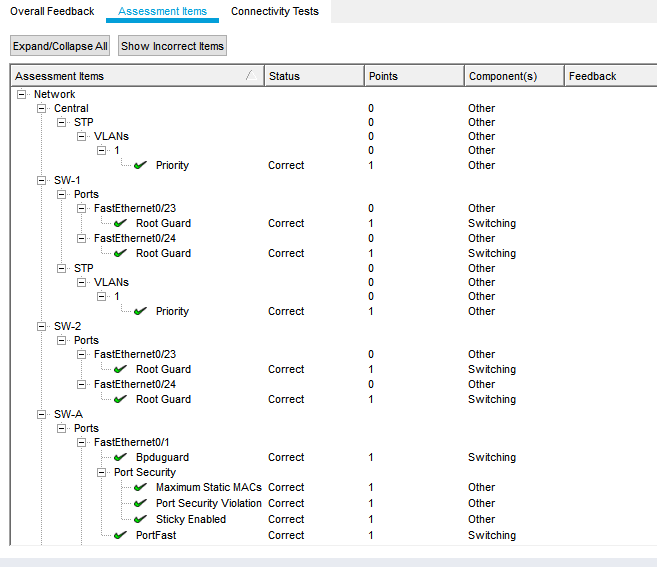 Overall Feedback Assessment Items Connectivity Tests
Expand/Collapse All Show Incorrect Items
Assessment Items Status Points Component(s) Feedback
Network
Central 0 Other
STP 0 Other
VLANs 0 Other
1 0 Other
Priority Correct 1 Other
SW-1
Ports
FastEthernet0/23 0 Other
Root Guard Correct 1 Switching
FastEthernet0/24 0 Other
Root Guard Correct 1 Switching
STP 0 Other
VLANs 0 Other
1 0 Other
Priority Correct 1 Other
SW-2
Ports
FastEthernet0/23 0 Other
Root Guard Correct 1 Switching
FastEthernet0/24 0 Other
Root Guard Correct 1 Switching
SW-A
Ports
FastEthernet0/1
Bpduguard Correct 1 Switching
Port Security
Maximum Static MACs Correct 1 Other
Port Security Violation Correct 1 Other
Sticky Enabled Correct 1 Other
PortFast Correct 1 Switching